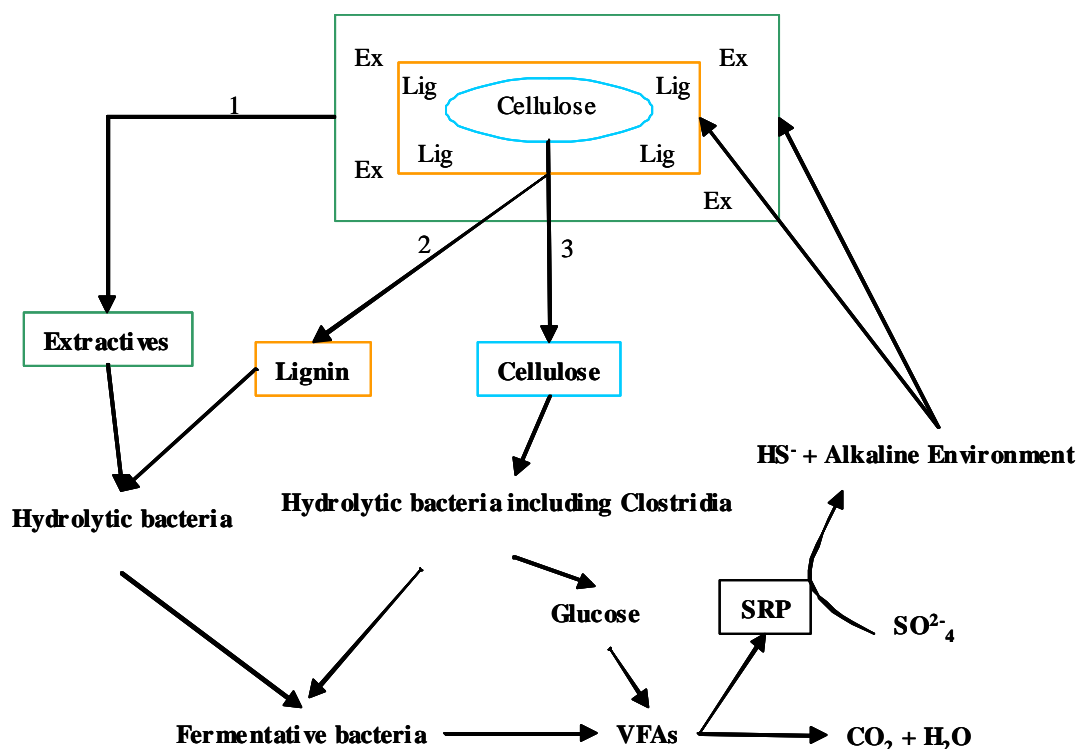 Ex
Ex
Lig
Cellulose
Lig
1
Lig
Lig
Ex
Ex
2
3
Extractives
Lignin
Cellulose
HS⁻ + Alkaline Environment
Hydrolytic bacteria including Clostridia
Hydrolytic bacteria
Glucose
SRP
SO²⁻₄
Fermentative bacteria
VFAs
CO₂ + H₂O